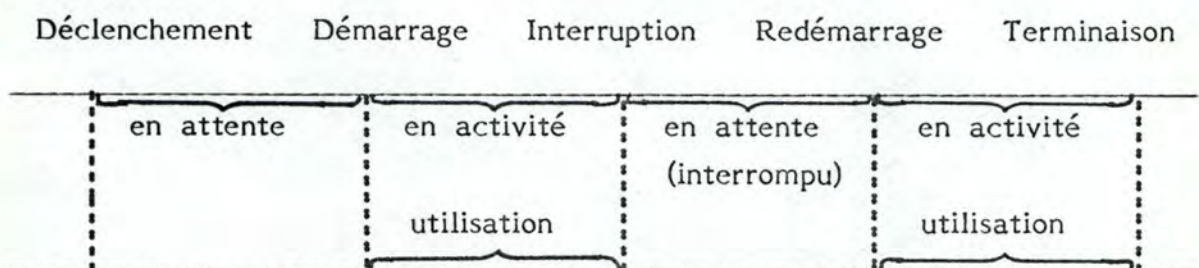 Déclenchement Démarrage Interruption Redémarrage Terminaison
en attente en activité en attente en activité
(interrompu)
utilisation utilisation